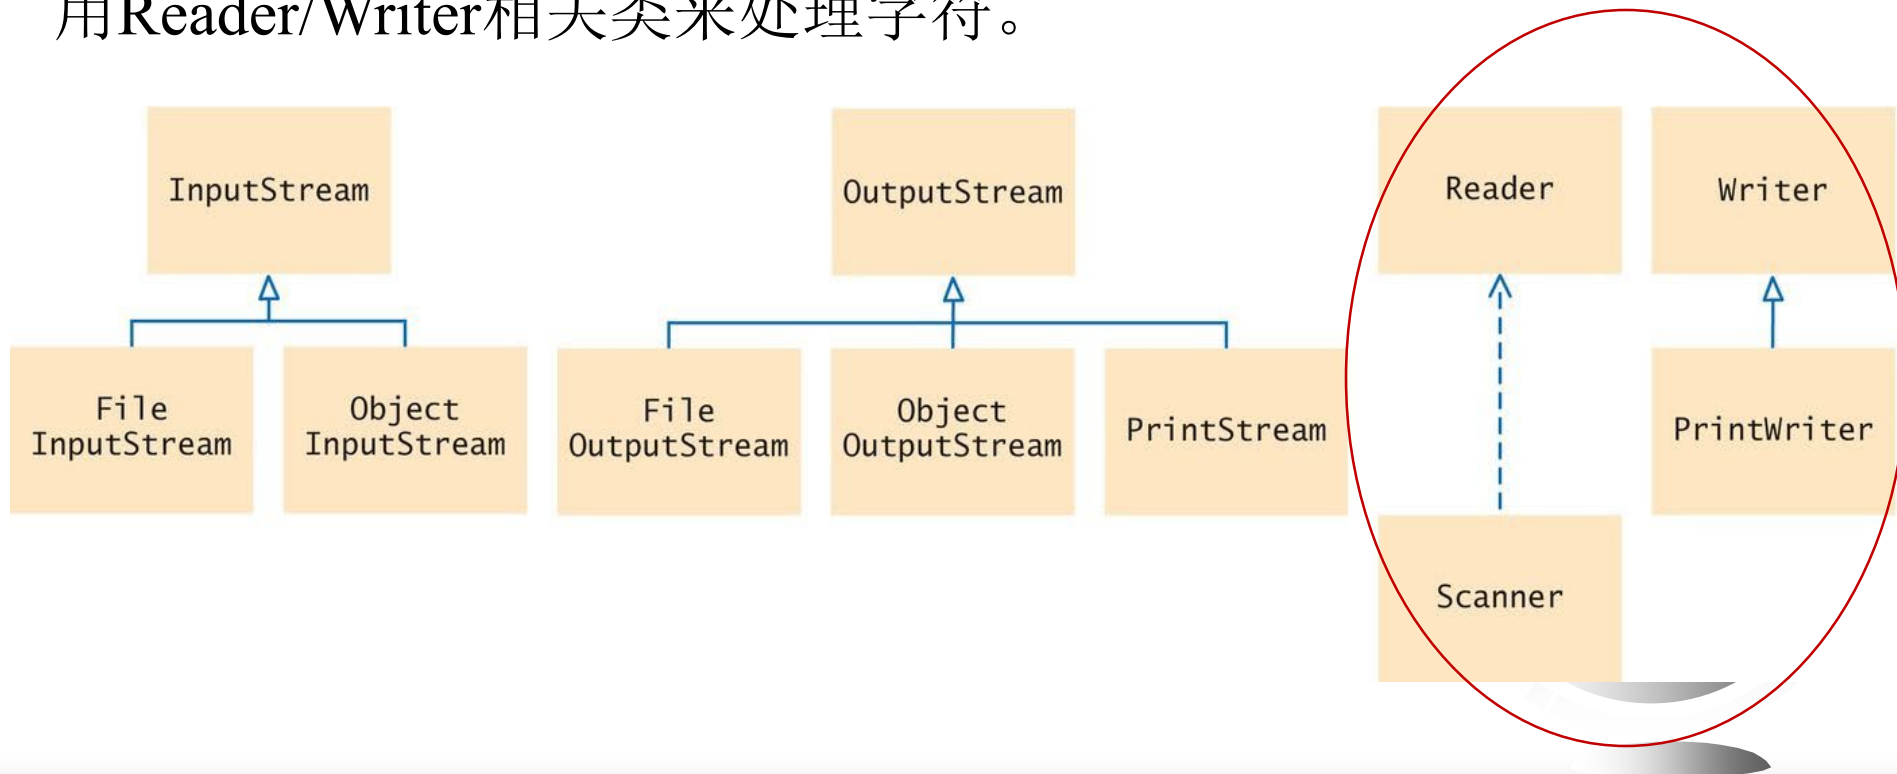 用Reader/Writer相关类来处理字符。
InputStream
OutputStream
Reader
Writer
File
InputStream
Object
InputStream
File
OutputStream
Object
OutputStream
PrintStream
PrintWriter
Scanner